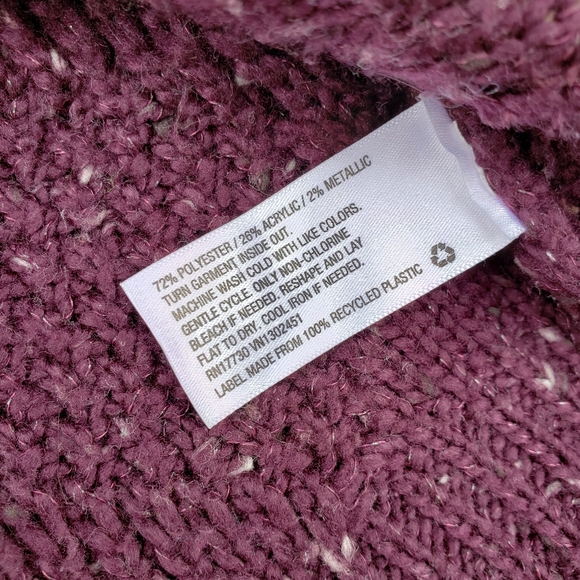 72% POLYESTER / 26% ACRYLIC / 2% METALLIC
TURN GARMENT INSIDE OUT.
MACHINE WASH COLD WITH LIKE COLORS.
GENTLE CYCLE. ONLY NON-CHLORINE
BLEACH IF NEEDED. RESHAPE AND LAY
FLAT TO DRY. COOL IRON IF NEEDED.
RN17730 VN1302451
LABEL MADE FROM 100% RECYCLED PLASTIC